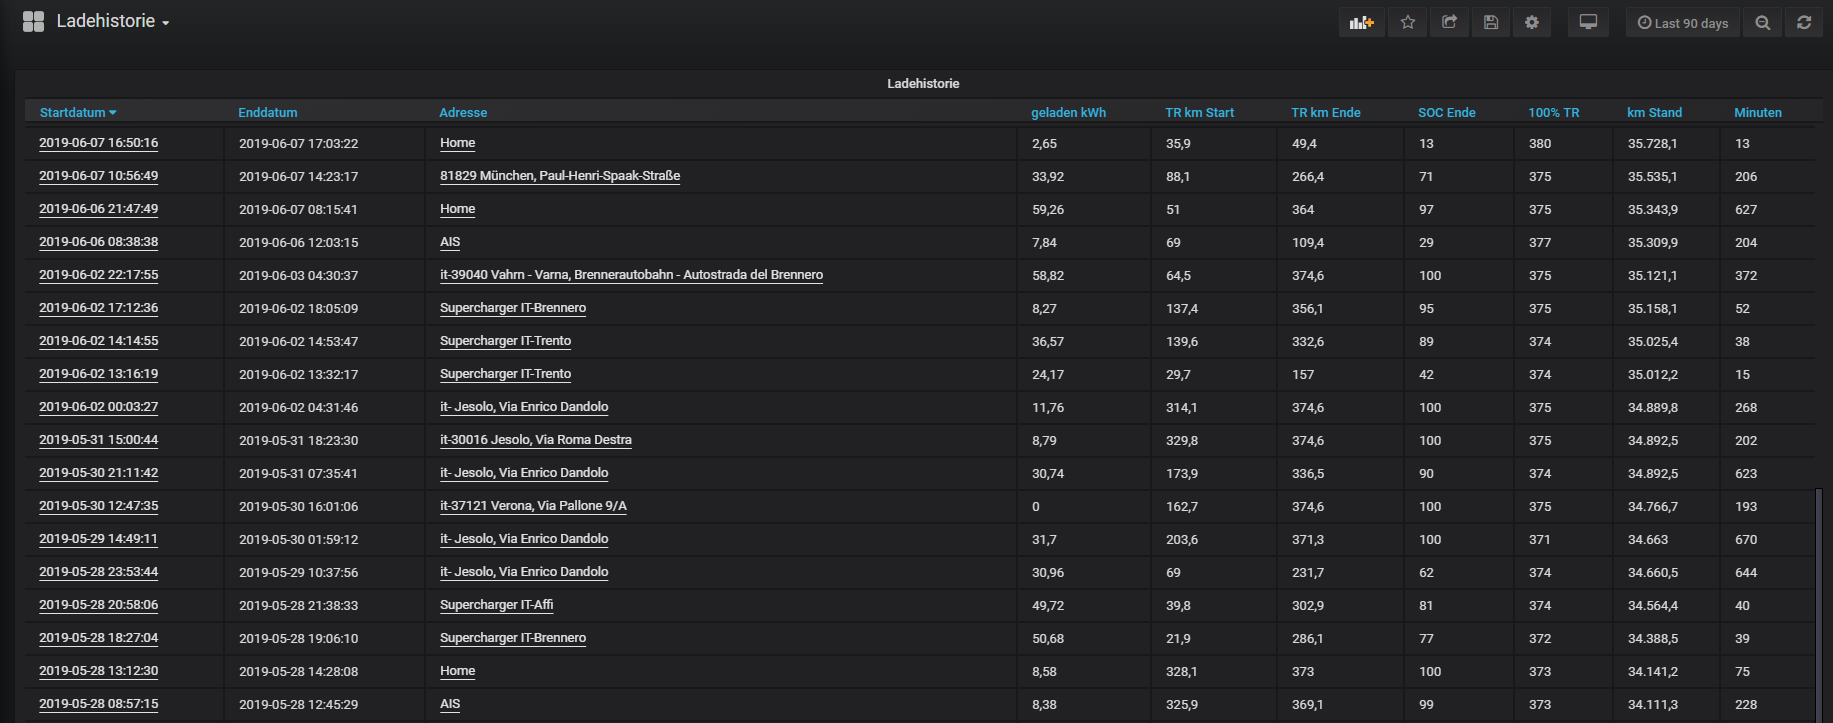 Ladehistorie
Last 90 days
Ladehistorie
Startdatum Enddatum Adresse geladen kWh TR km Start TR km Ende SOC Ende 100% TR km Stand Minuten
2019-06-07 16:50:16 2019-06-07 17:03:22 Home 2,65 35,9 49,4 13 380 35.728,1 13
2019-06-07 10:56:49 2019-06-07 14:23:17 81829 München, Paul-Henri-Spaak-Straße 33,92 88,1 266,4 71 375 35.535,1 206
2019-06-06 21:47:49 2019-06-07 08:15:41 Home 59,26 51 364 97 375 35.343,9 627
2019-06-06 08:38:38 2019-06-06 12:03:15 AIS 7,84 69 109,4 29 377 35.309,9 204
2019-06-02 22:17:55 2019-06-03 04:30:37 it-39040 Vahrn - Varna, Brennerautobahn - Autostrada del Brennero 58,82 64,5 374,6 100 375 35.121,1 372
2019-06-02 17:12:36 2019-06-02 18:05:09 Supercharger IT-Brennero 8,27 137,4 356,1 95 375 35.158,1 52
2019-06-02 14:14:55 2019-06-02 14:53:47 Supercharger IT-Trento 36,57 139,6 332,6 89 374 35.025,4 38
2019-06-02 13:16:19 2019-06-02 13:32:17 Supercharger IT-Trento 24,17 29,7 157 42 374 35.012,2 15
2019-06-02 00:03:27 2019-06-02 04:31:46 it- Jesolo, Via Enrico Dandolo 11,76 314,1 374,6 100 375 34.889,8 268
2019-05-31 15:00:44 2019-05-31 18:23:30 it-30016 Jesolo, Via Roma Destra 8,79 329,8 374,6 100 375 34.892,5 202
2019-05-30 21:11:42 2019-05-31 07:35:41 it- Jesolo, Via Enrico Dandolo 30,74 173,9 336,5 90 374 34.892,5 623
2019-05-30 12:47:35 2019-05-30 16:01:06 it-37121 Verona, Via Pallone 9/A 0 162,7 374,6 100 375 34.766,7 193
2019-05-29 14:49:11 2019-05-30 01:59:12 it- Jesolo, Via Enrico Dandolo 31,7 203,6 371,3 100 371 34.663 670
2019-05-28 23:53:44 2019-05-29 10:37:56 it- Jesolo, Via Enrico Dandolo 30,96 69 231,7 62 374 34.660,5 644
2019-05-28 20:58:06 2019-05-28 21:38:33 Supercharger IT-Affi 49,72 39,8 302,9 81 374 34.564,4 40
2019-05-28 18:27:04 2019-05-28 19:06:10 Supercharger IT-Brennero 50,68 21,9 286,1 77 372 34.388,5 39
2019-05-28 13:12:30 2019-05-28 14:28:08 Home 8,58 328,1 373 100 373 34.141,2 75
2019-05-28 08:57:15 2019-05-28 12:45:29 AIS 8,38 325,9 369,1 99 373 34.111,3 228